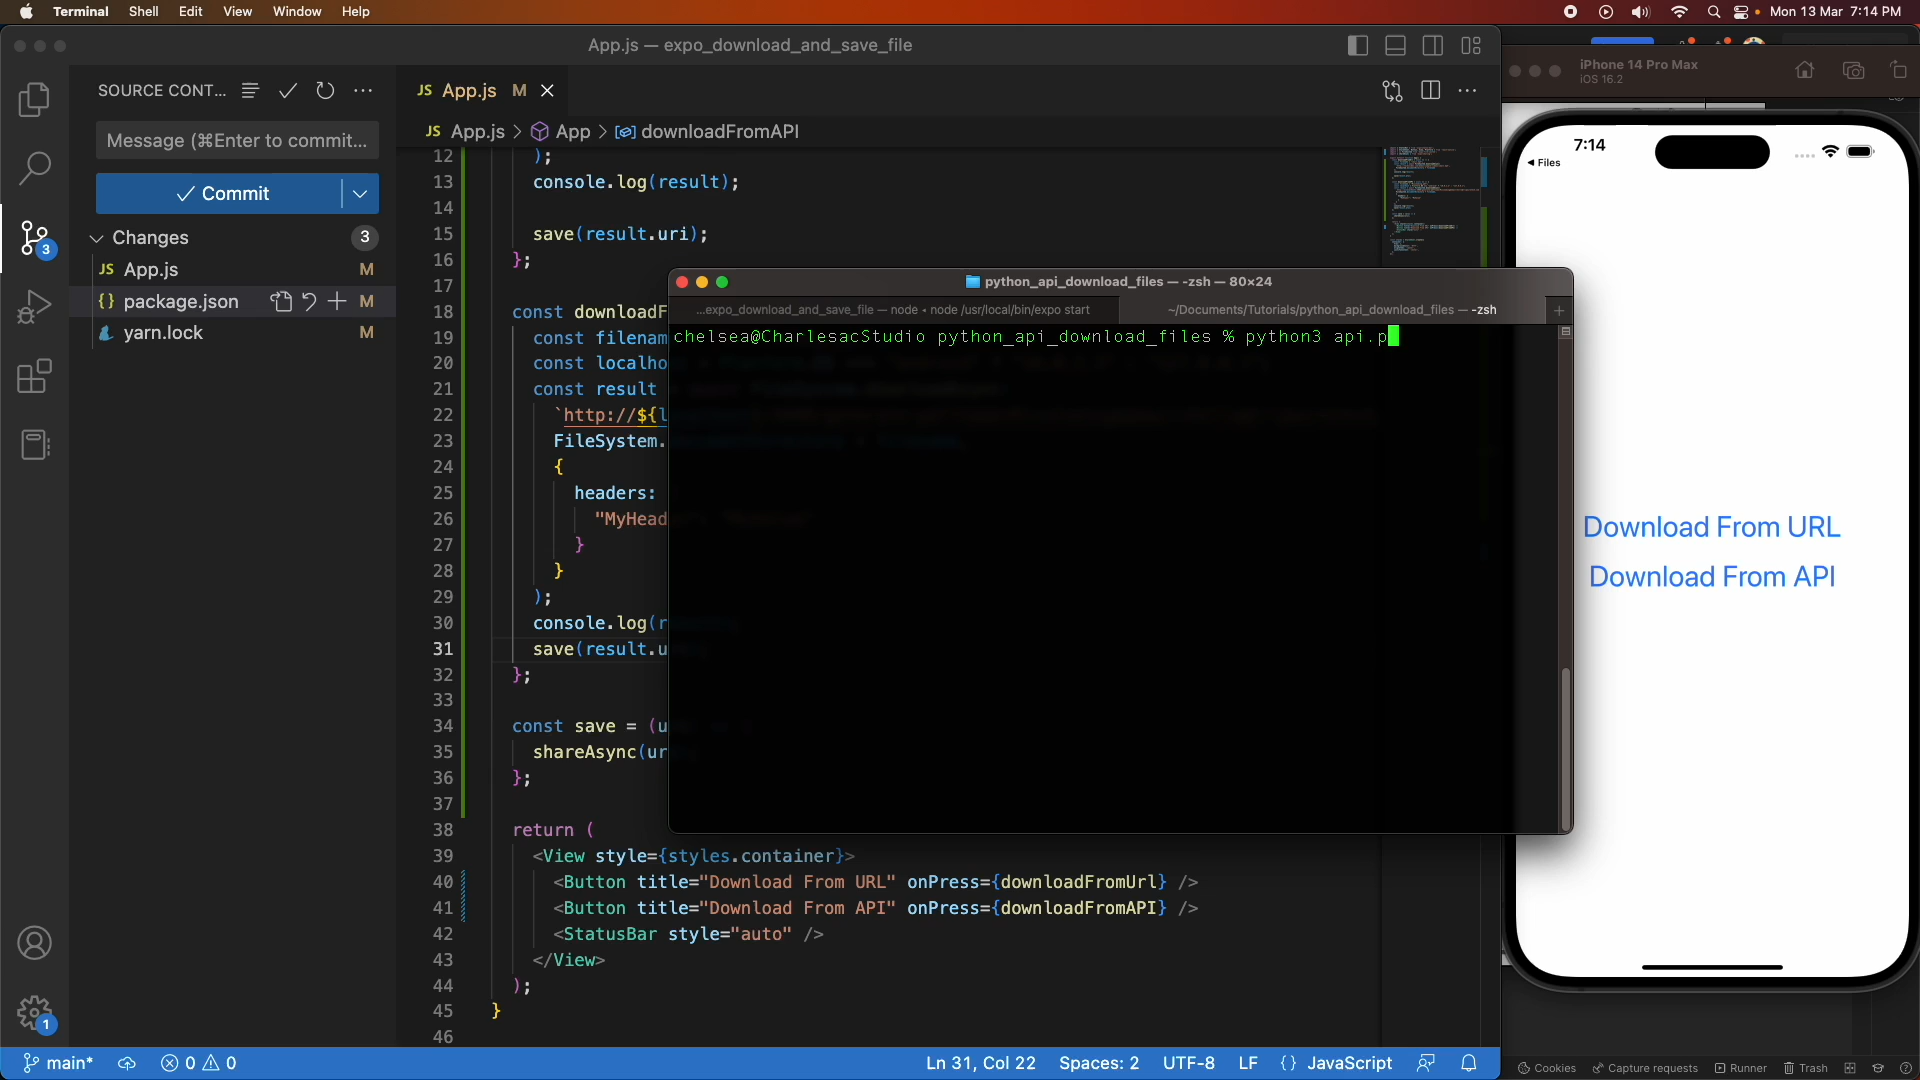 Terminal Shell Edit View Window Help
Mon 13 Mar 7:14 PM
App.js — expo_download_and_save_file
iPhone 14 Pro Max
iOS 16.2
SOURCE CONT...
JS App.js M
Message (⌘Enter to commit...
JS App.js > App > downloadFromAPI
Commit
Changes 3
JS App.js M
{} package.json M
yarn.lock M
3
1
12 );
13 console.log(result);
14
15 save(result.uri);
16 };
17
18 const downloadF
19 const filenam
20 const localho
21 const result
22 `http://${l
23 FileSystem.
24 {
25 headers:
26 "MyHead
27 }
28 }
29 );
30 console.log(r
31 save(result.u
32 };
33
34 const save = (u
35 shareAsync(ur
36 };
37
38 return (
39 <View style={styles.container}>
40 <Button title="Download From URL" onPress={downloadFromUrl} />
41 <Button title="Download From API" onPress={downloadFromAPI} />
42 <StatusBar style="auto" />
43 </View>
44 );
45 }
46
python_api_download_files — -zsh — 80×24
...expo_download_and_save_file — node ◂ node /usr/local/bin/expo start
~/Documents/Tutorials/python_api_download_files — -zsh
chelsea@CharlesacStudio python_api_download_files % python3 api.p
7:14
◀ Files
Download From URL
Download From API
main* 0 0
Ln 31, Col 22 Spaces: 2 UTF-8 LF {} JavaScript
Cookies Capture requests Runner Trash